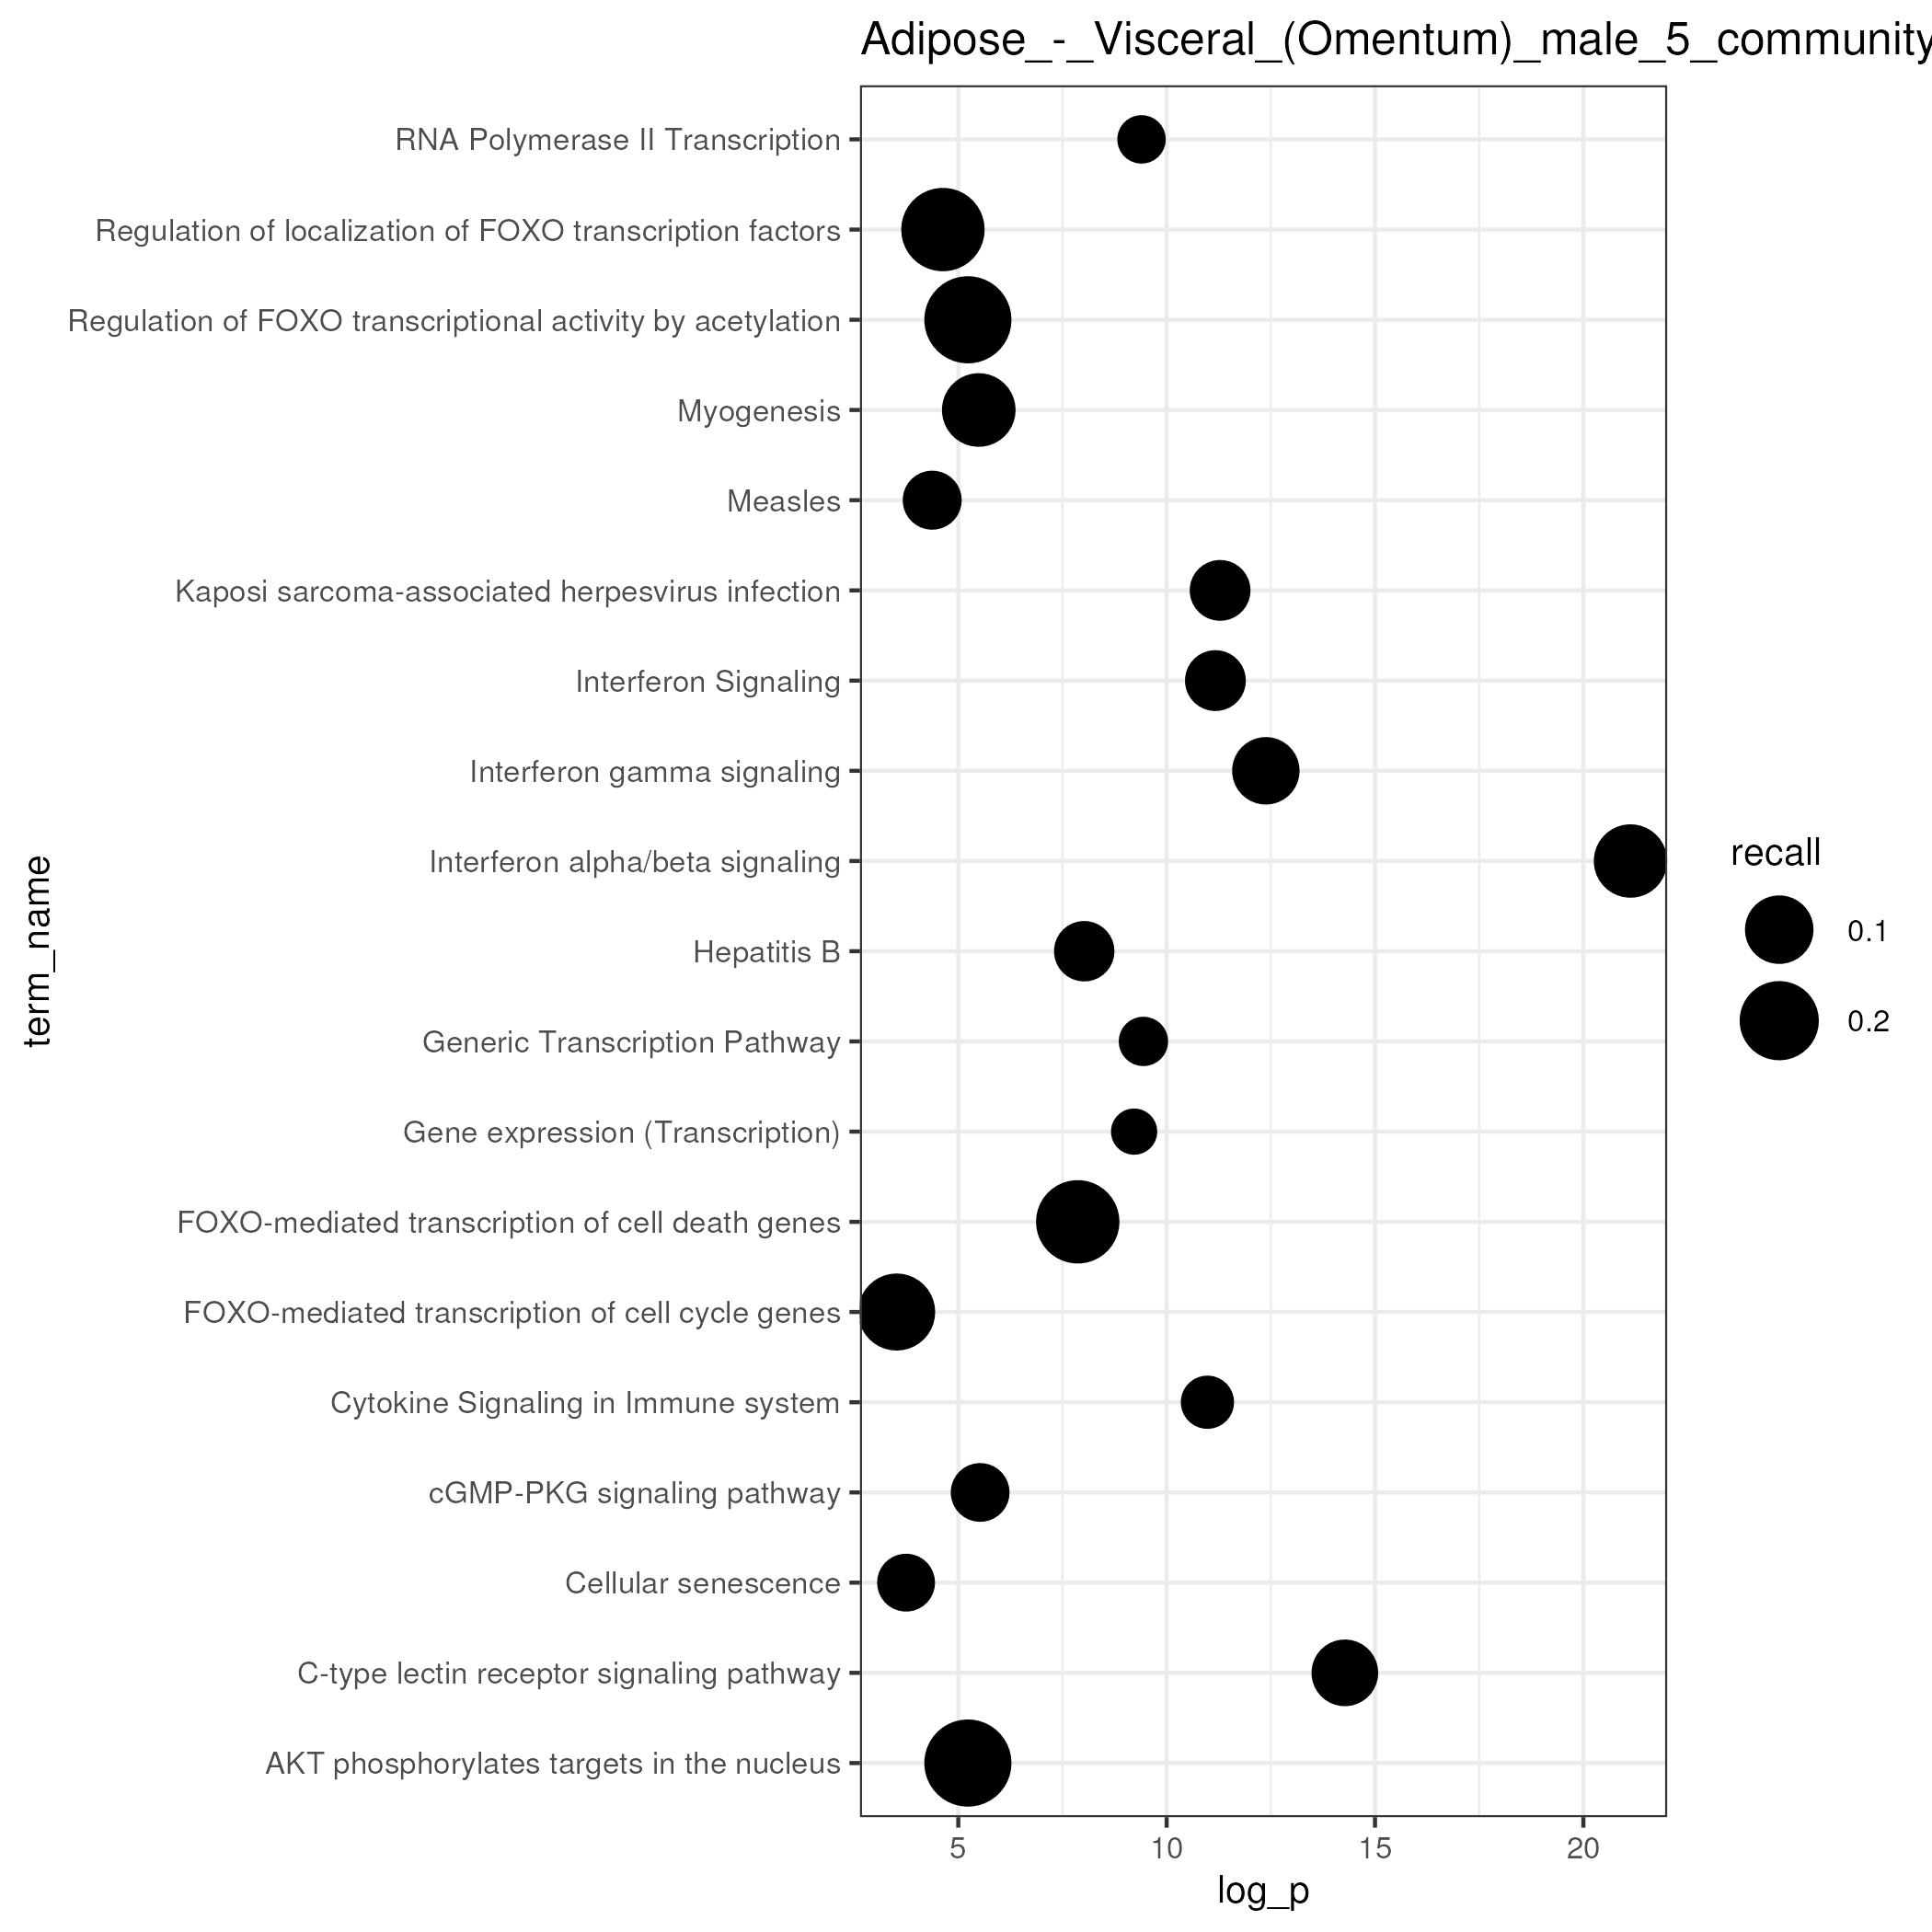 Adipose_-_Visceral_(Omentum)_male_5_community
RNA Polymerase II Transcription
Regulation of localization of FOXO transcription factors
Regulation of FOXO transcriptional activity by acetylation
Myogenesis
Measles
Kaposi sarcoma-associated herpesvirus infection
Interferon Signaling
Interferon gamma signaling
Interferon alpha/beta signaling
Hepatitis B
Generic Transcription Pathway
Gene expression (Transcription)
FOXO-mediated transcription of cell death genes
FOXO-mediated transcription of cell cycle genes
Cytokine Signaling in Immune system
cGMP-PKG signaling pathway
Cellular senescence
C-type lectin receptor signaling pathway
AKT phosphorylates targets in the nucleus
term_name
5 10 15 20
log_p
recall
0.1
0.2